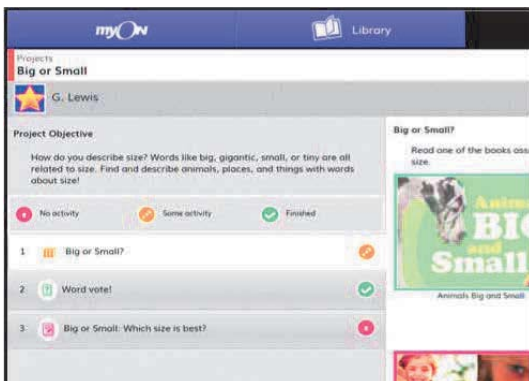 myON
Library
Projects
Big or Small
G. Lewis
Project Objective
How do you describe size? Words like big, gigantic, small, or tiny are all
related to size. Find and describe animals, places, and things with words
about size!
No activity
Some activity
Finished
1 Big or Small?
2 Word vote!
3 Big or Small: Which size is best?
Big or Small?
Read one of the books
size.
BIG
and
Small
Animals Big and Small